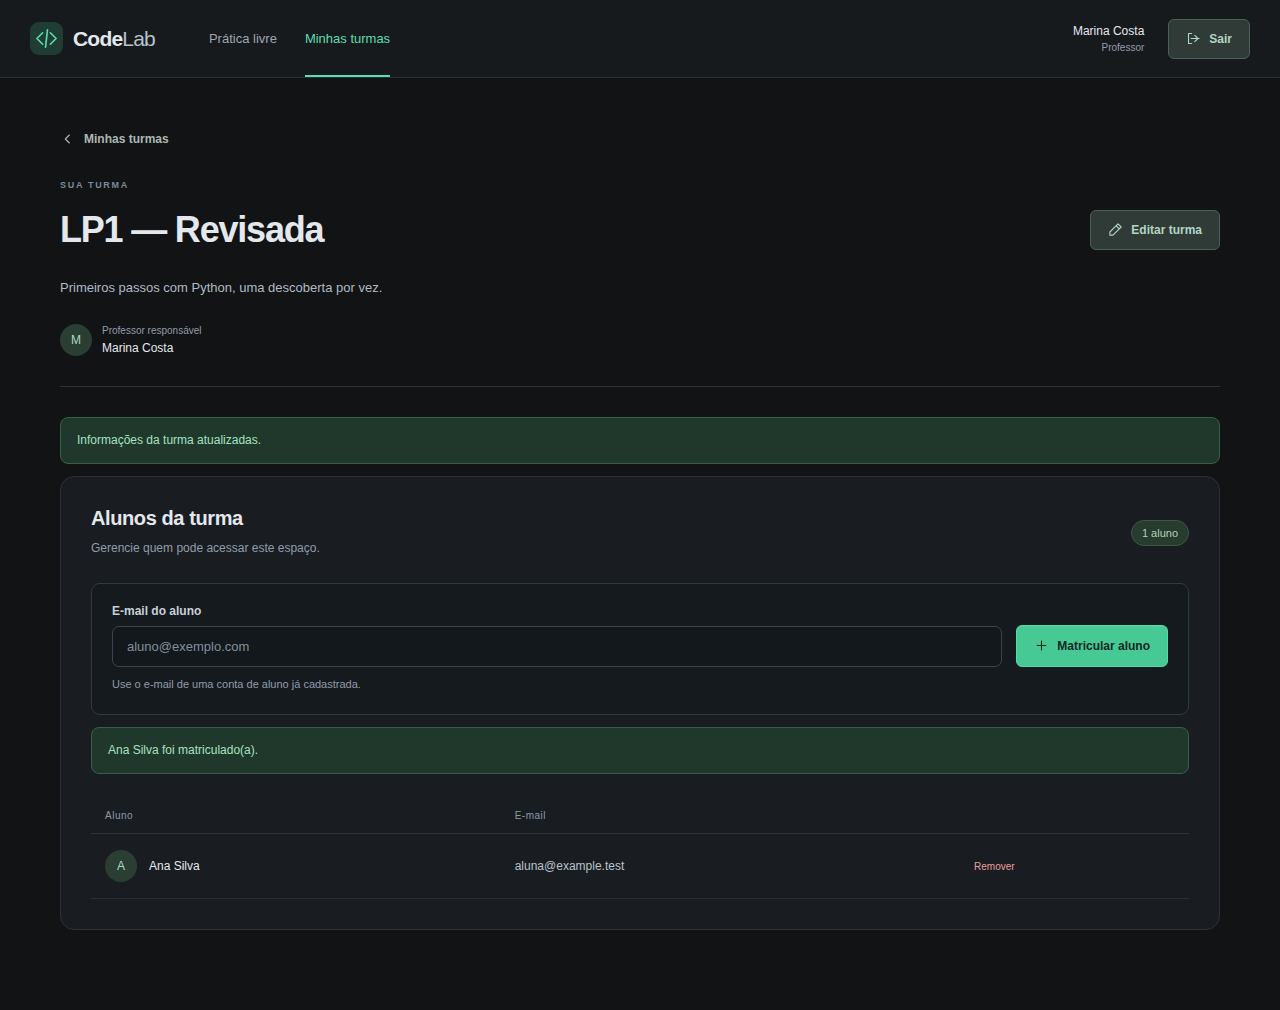 CodeLab
Prática livre
Minhas turmas
Marina Costa
Professor
Sair
Minhas turmas
SUA TURMA
LP1 — Revisada
Editar turma
Primeiros passos com Python, uma descoberta por vez.
M
Professor responsável
Marina Costa
Informações da turma atualizadas.
Alunos da turma
Gerencie quem pode acessar este espaço.
1 aluno
E-mail do aluno
aluno@exemplo.com
Matricular aluno
Use o e-mail de uma conta de aluno já cadastrada.
Ana Silva foi matriculado(a).
Aluno
E-mail
A
Ana Silva
aluna@example.test
Remover